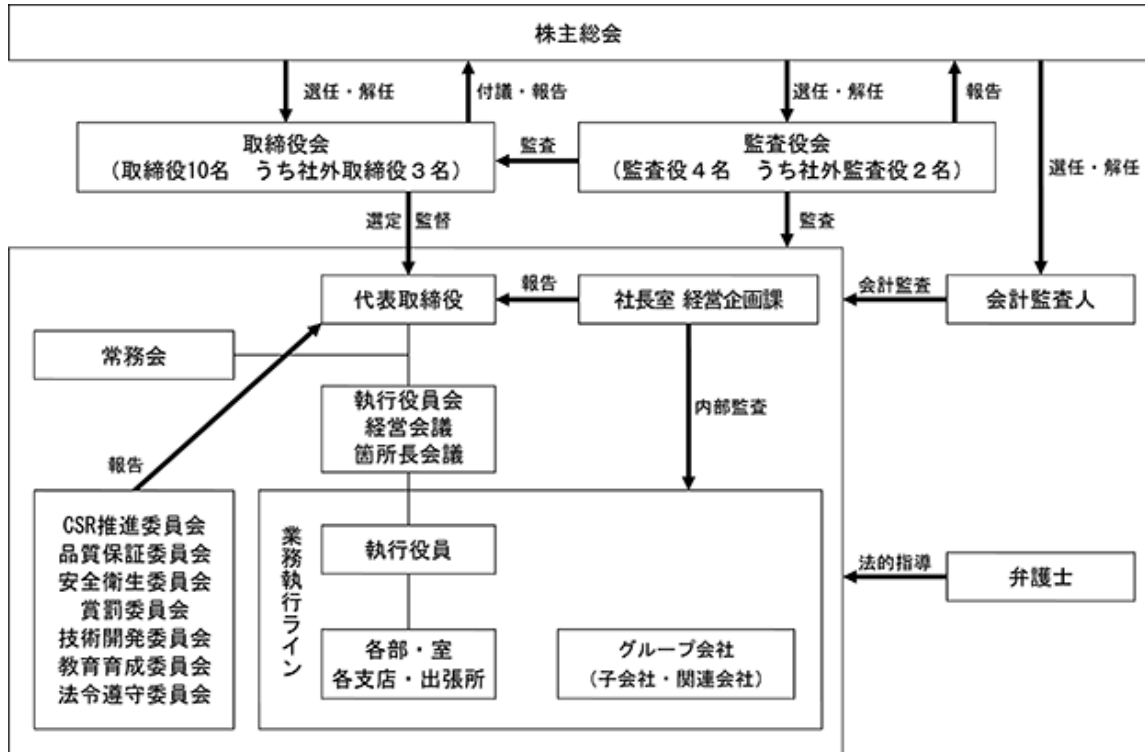 株主総会
選任・解任
付議・報告
選任・解任
報告
取締役会
(取締役10名　うち社外取締役3名)
監査
監査役会
(監査役4名　うち社外監査役2名)
選任・解任
選定
監督
監査
代表取締役
報告
社長室 経営企画課
会計監査
会計監査人
常務会
執行役員会
経営会議
箇所長会議
内部監査
報告
CSR推進委員会
品質保証委員会
安全衛生委員会
賞罰委員会
技術開発委員会
教育育成委員会
法令遵守委員会
業務執行ライン
執行役員
法的指導
弁護士
各部・室
各支店・出張所
グループ会社
(子会社・関連会社)